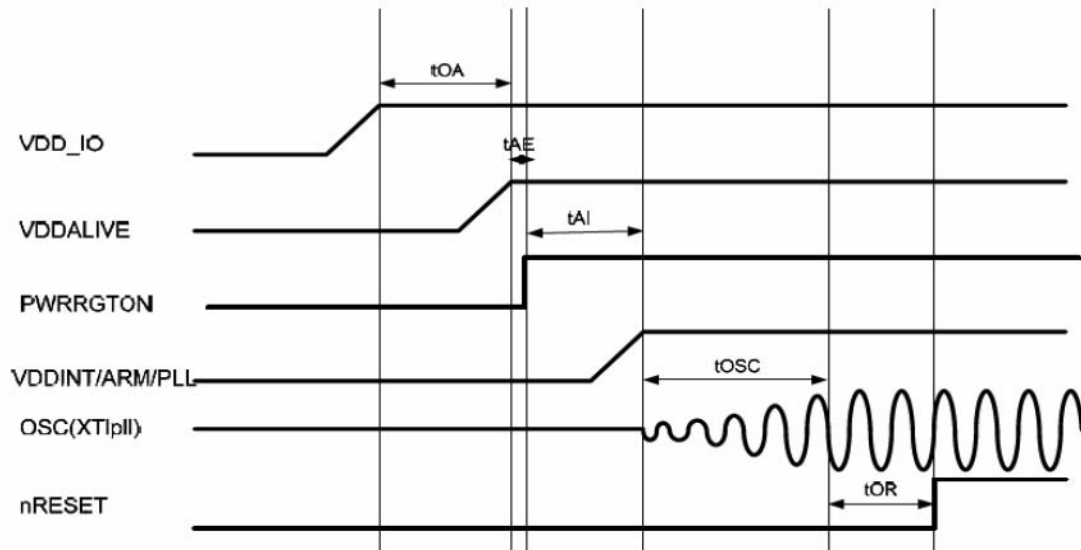 tOA
VDD_IO
tAE
VDDALIVE
tAI
PWRRGTON
VDDINT/ARM/PLL
tOSC
OSC(XTIpll)
nRESET
tOR